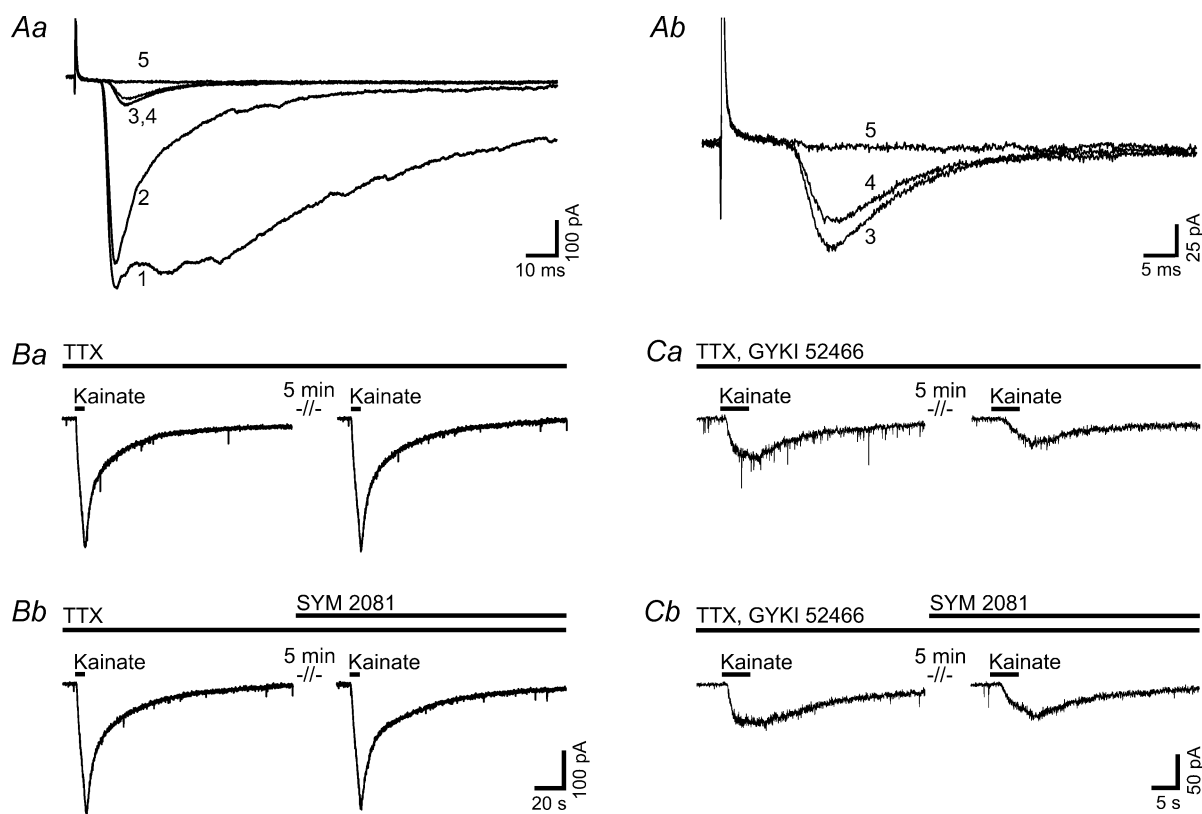 Aa
5
3,4
2
1
10 ms
100 pA
Ab
5
4
3
5 ms
25 pA
Ba
TTX
Kainate
5 min
-//-
Kainate
Ca
TTX, GYKI 52466
Kainate
5 min
-//-
Kainate
Bb
TTX
SYM 2081
Kainate
5 min
-//-
Kainate
20 s
100 pA
Cb
TTX, GYKI 52466
SYM 2081
Kainate
5 min
-//-
Kainate
5 s
50 pA